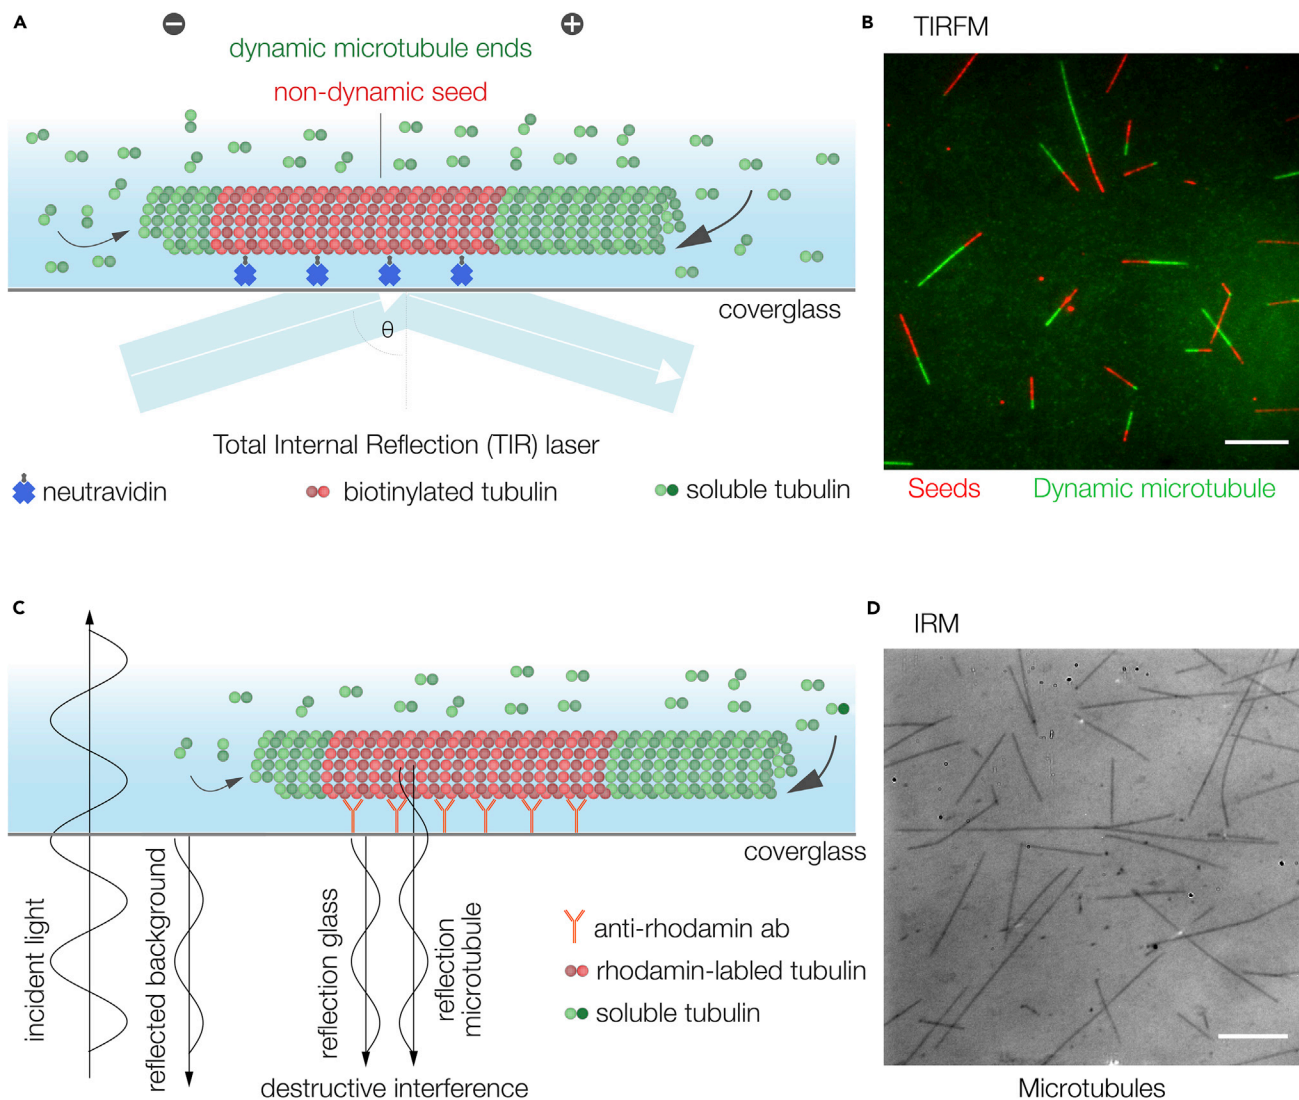 A
−
+
dynamic microtubule ends
non-dynamic seed
coverglass
θ
Total Internal Reflection (TIR) laser
neutravidin
biotinylated tubulin
soluble tubulin
B
TIRFM
Seeds
Dynamic microtubule
C
incident light
reflected background
reflection glass
reflection
microtubule
destructive interference
coverglass
anti-rhodamin ab
rhodamin-labled tubulin
soluble tubulin
D
IRM
Microtubules